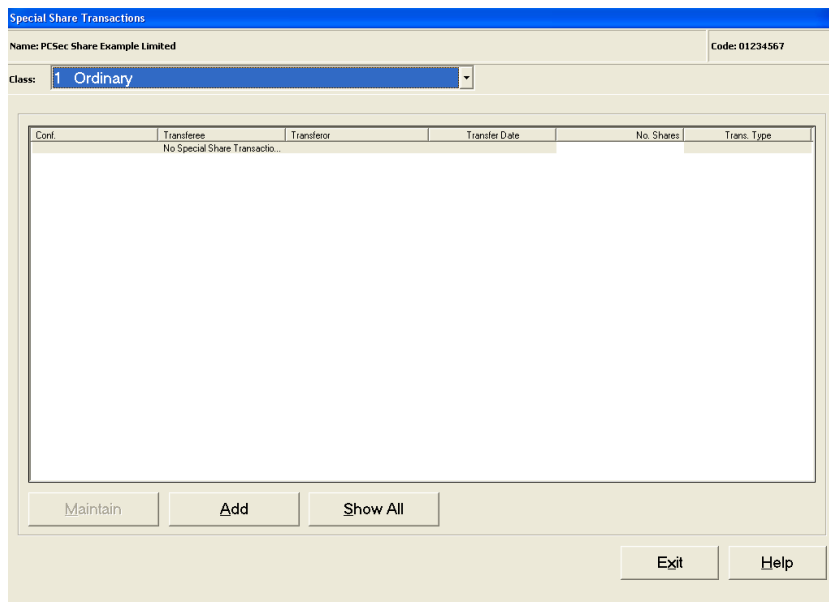 Special Share Transactions
Name: PCSec Share Example Limited Code: 01234567
Class: 1 Ordinary
Conf. Transferee Transferor Transfer Date No. Shares Trans. Type
No Special Share Transactio...
Maintain Add Show All
Exit Help